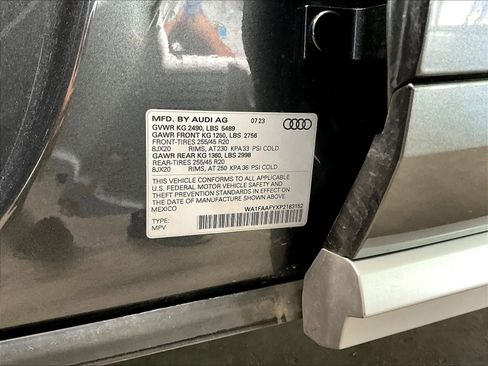 MFD. BY AUDI AG 07 23
GVWR KG 2490, LBS 5489
GAWR FRONT KG 1250, LBS 2756
FRONT-TIRES 255/45 R20
8JX20 RIMS, AT 230 KPA 33 PSI COLD
GAWR REAR KG 1360, LBS 2998
REAR-TIRES 255/45 R20
8JX20 RIMS, AT 250 KPA 36 PSI COLD
THIS VEHICLE CONFORMS TO ALL APPLICABLE
U.S. FEDERAL MOTOR VEHICLE SAFETY AND
THEFT PREVENTION STANDARDS IN EFFECT ON
THE DATE OF MANUFACTURE SHOWN ABOVE.
MEXICO
WA1FAAFYXP2183152
TYPE:
MPV